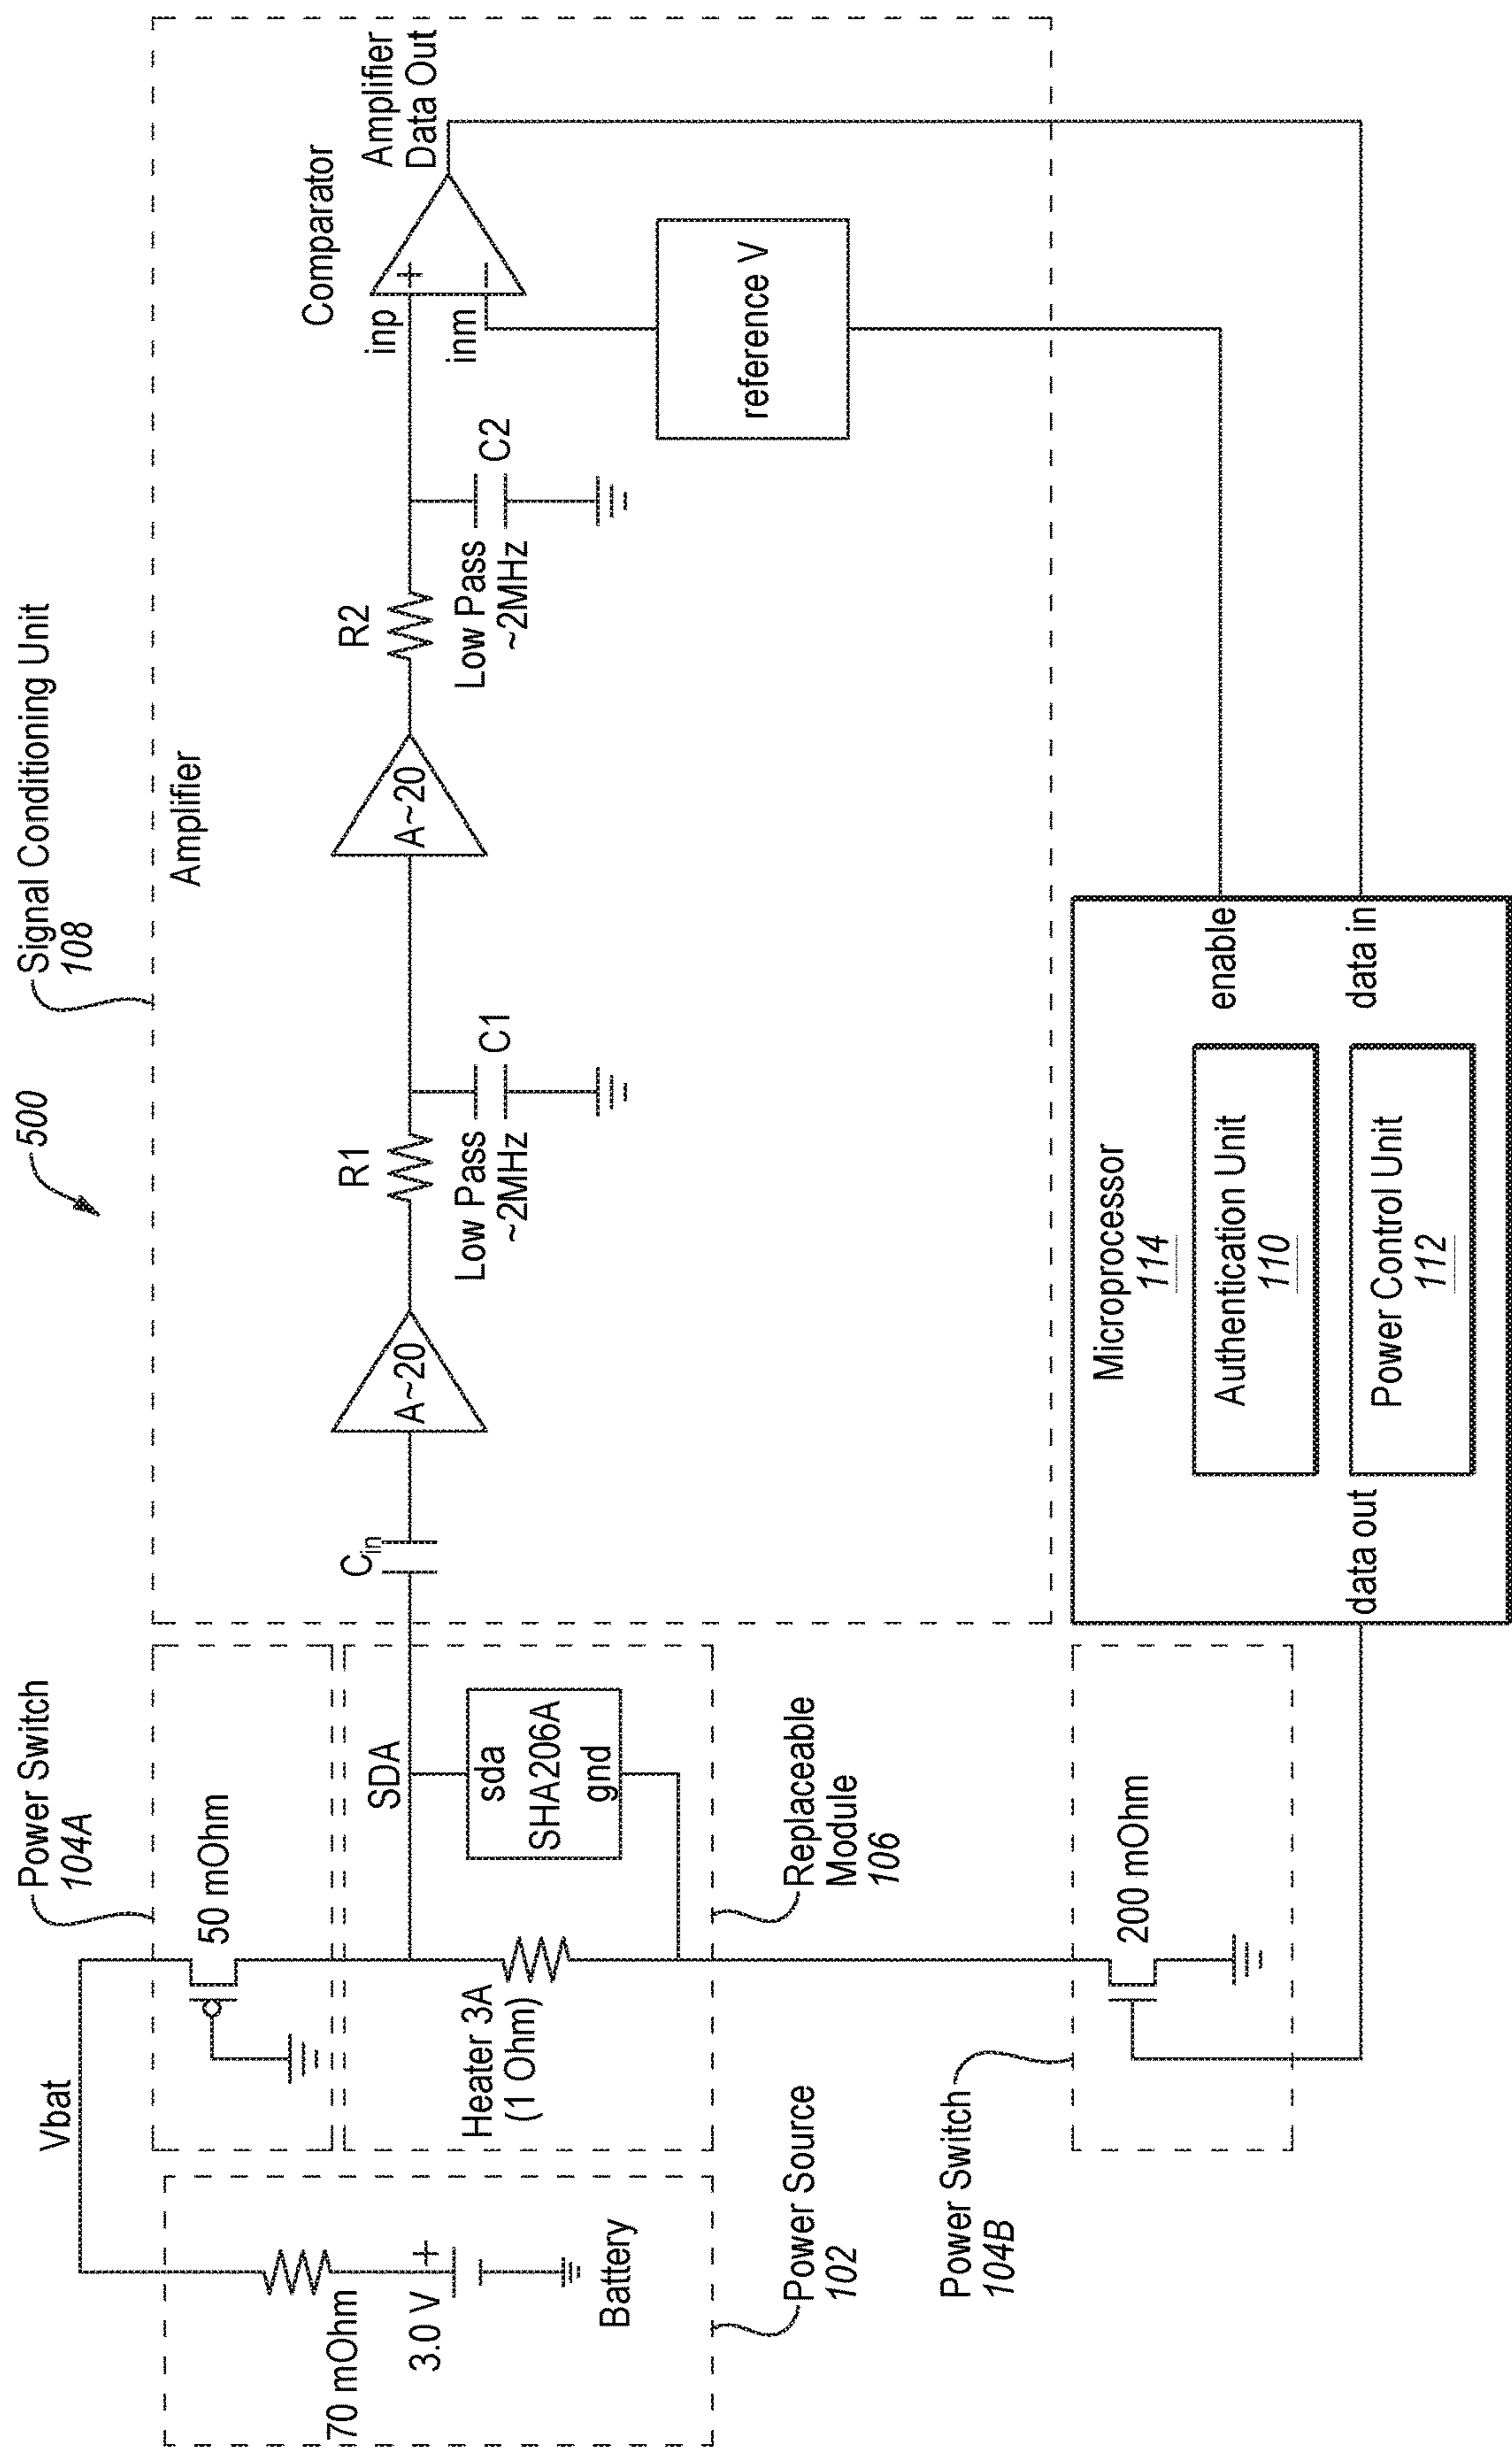 500
Signal Conditioning Unit
108
Power Switch
104A
Vbat
50 mOhm
Amplifier
70 mOhm
3.0 V
+
Battery
Power Source
102
Heater 3A
(1 Ohm)
SDA
sda
SHA206A
gnd
Replaceable
Module
106
Cin
A~20
R1
Low Pass
~2MHz
C1
A~20
R2
Low Pass
~2MHz
C2
Comparator
inp
+
inm
−
Amplifier
Data Out
reference V
Power Switch
104B
200 mOhm
Microprocessor
114
Authentication Unit
110
Power Control Unit
112
data out
enable
data in